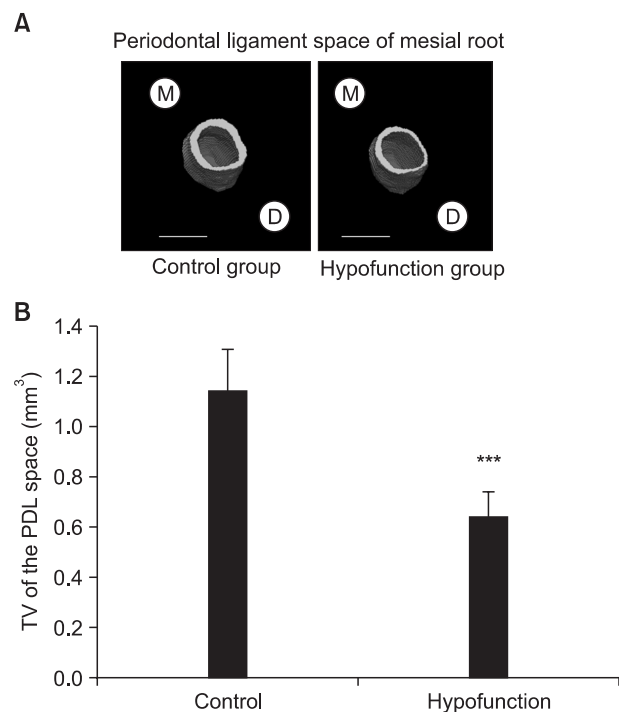 A
Periodontal ligament space of mesial root
M
D
M
D
Control group
Hypofunction group
B
TV of the PDL space (mm³)
1.4
1.2
1.0
0.8
0.6
0.4
0.2
0.0
***
Control
Hypofunction